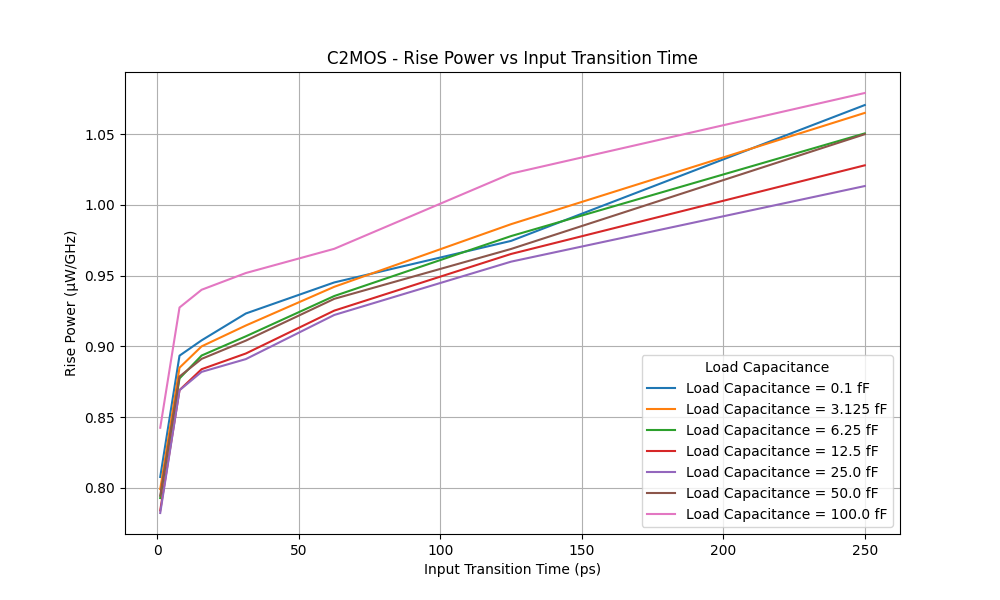 C2MOS - Rise Power vs Input Transition Time
Rise Power (μW/GHz)
1.05
1.00
0.95
0.90
0.85
0.80
0
50
100
150
200
250
Input Transition Time (ps)
Load Capacitance
Load Capacitance = 0.1 fF
Load Capacitance = 3.125 fF
Load Capacitance = 6.25 fF
Load Capacitance = 12.5 fF
Load Capacitance = 25.0 fF
Load Capacitance = 50.0 fF
Load Capacitance = 100.0 fF